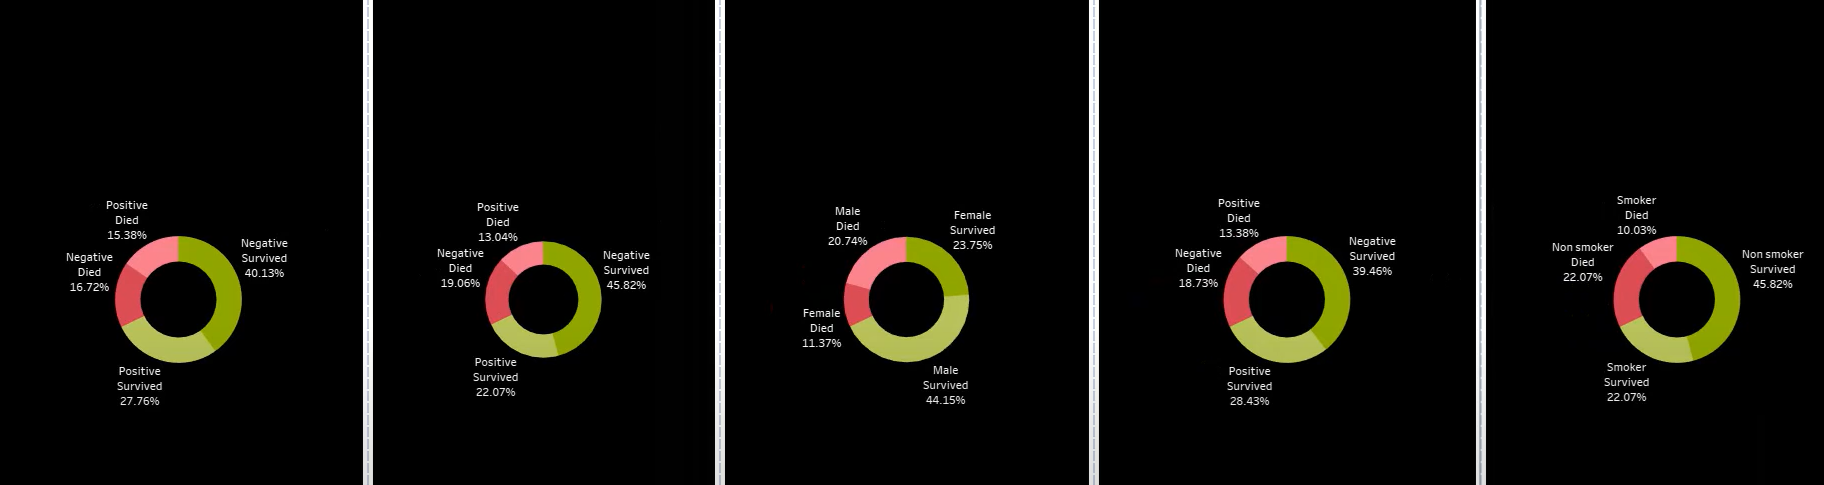 Positive
Died
15.38%
Negative
Survived
40.13%
Negative
Died
16.72%
Positive
Survived
27.76%
Positive
Died
13.04%
Negative
Died
19.06%
Negative
Survived
45.82%
Positive
Survived
22.07%
Male
Died
20.74%
Female
Survived
23.75%
Female
Died
11.37%
Male
Survived
44.15%
Positive
Died
13.38%
Negative
Survived
39.46%
Negative
Died
18.73%
Positive
Survived
28.43%
Smoker
Died
10.03%
Non smoker
Died
22.07%
Non smoker
Survived
45.82%
Smoker
Survived
22.07%